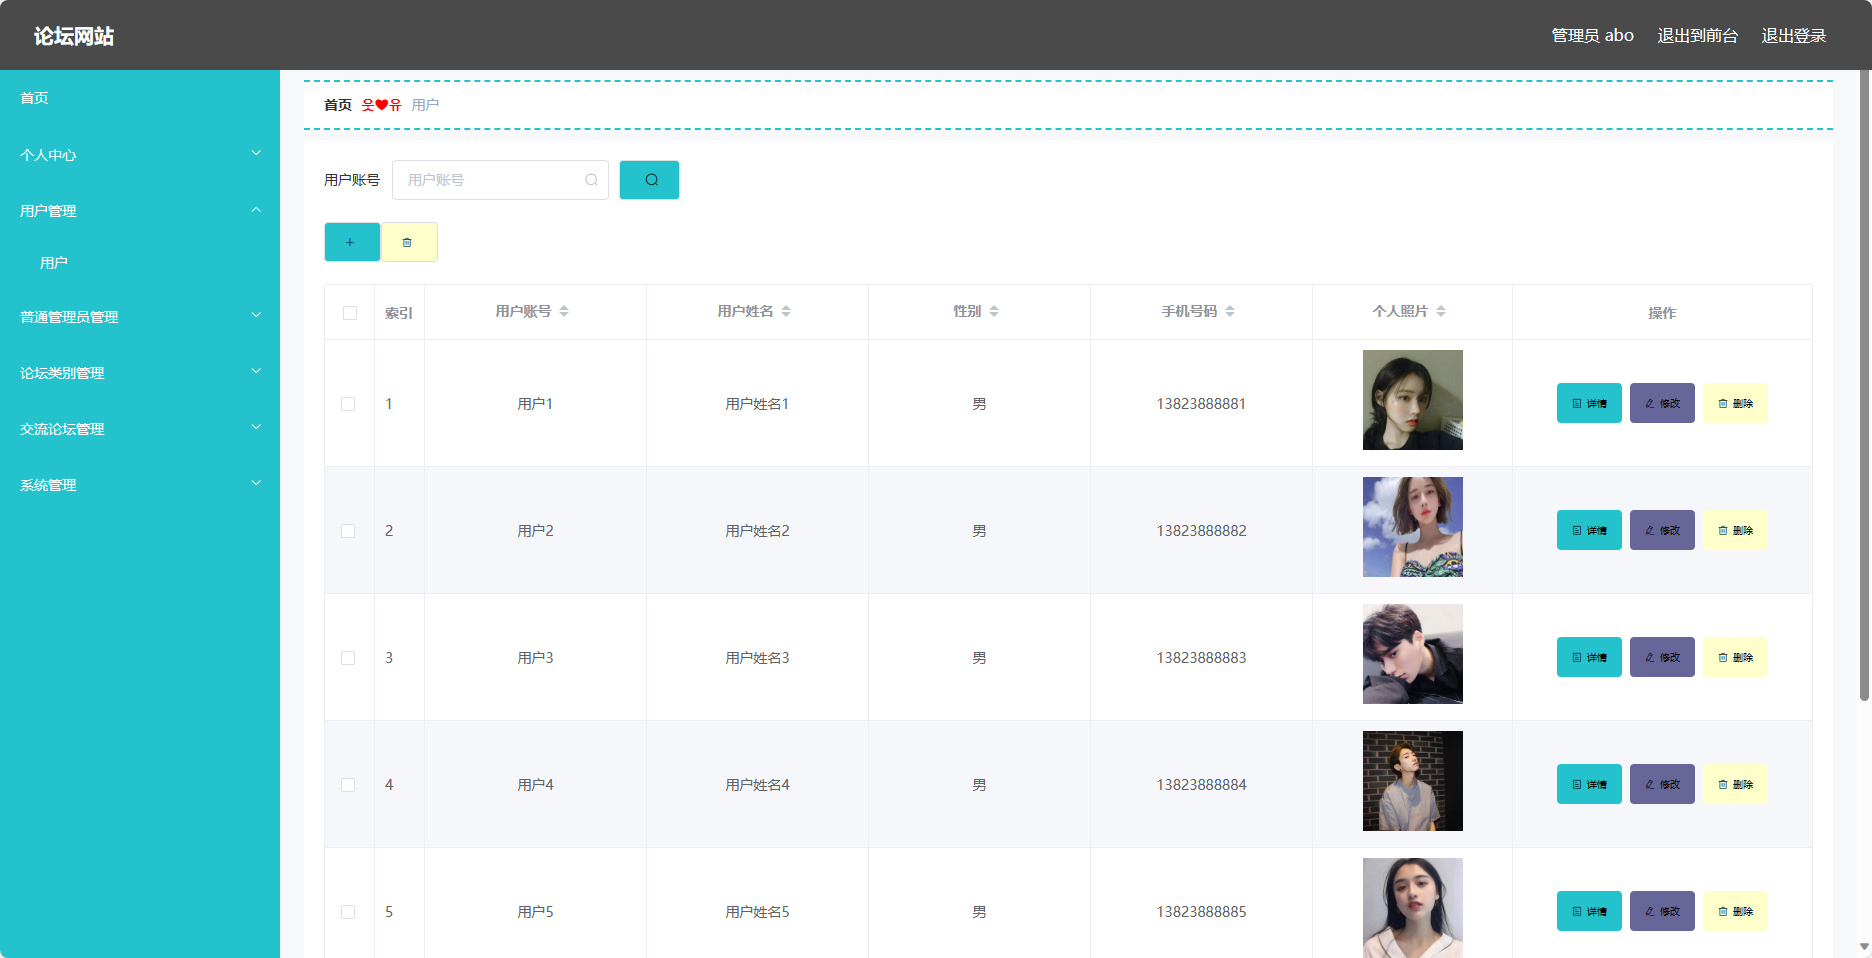 论坛网站
管理员 abo 退出到前台 退出登录
首页
个人中心
用户管理
用户
普通管理员管理
论坛类别管理
交流论坛管理
系统管理
首页 웃❤유 用户
用户账号 用户账号
索引 用户账号 用户姓名 性别 手机号码 个人照片 操作
1 用户1 用户姓名1 男 13823888881 详情 修改 删除
2 用户2 用户姓名2 男 13823888882 详情 修改 删除
3 用户3 用户姓名3 男 13823888883 详情 修改 删除
4 用户4 用户姓名4 男 13823888884 详情 修改 删除
5 用户5 用户姓名5 男 13823888885 详情 修改 删除